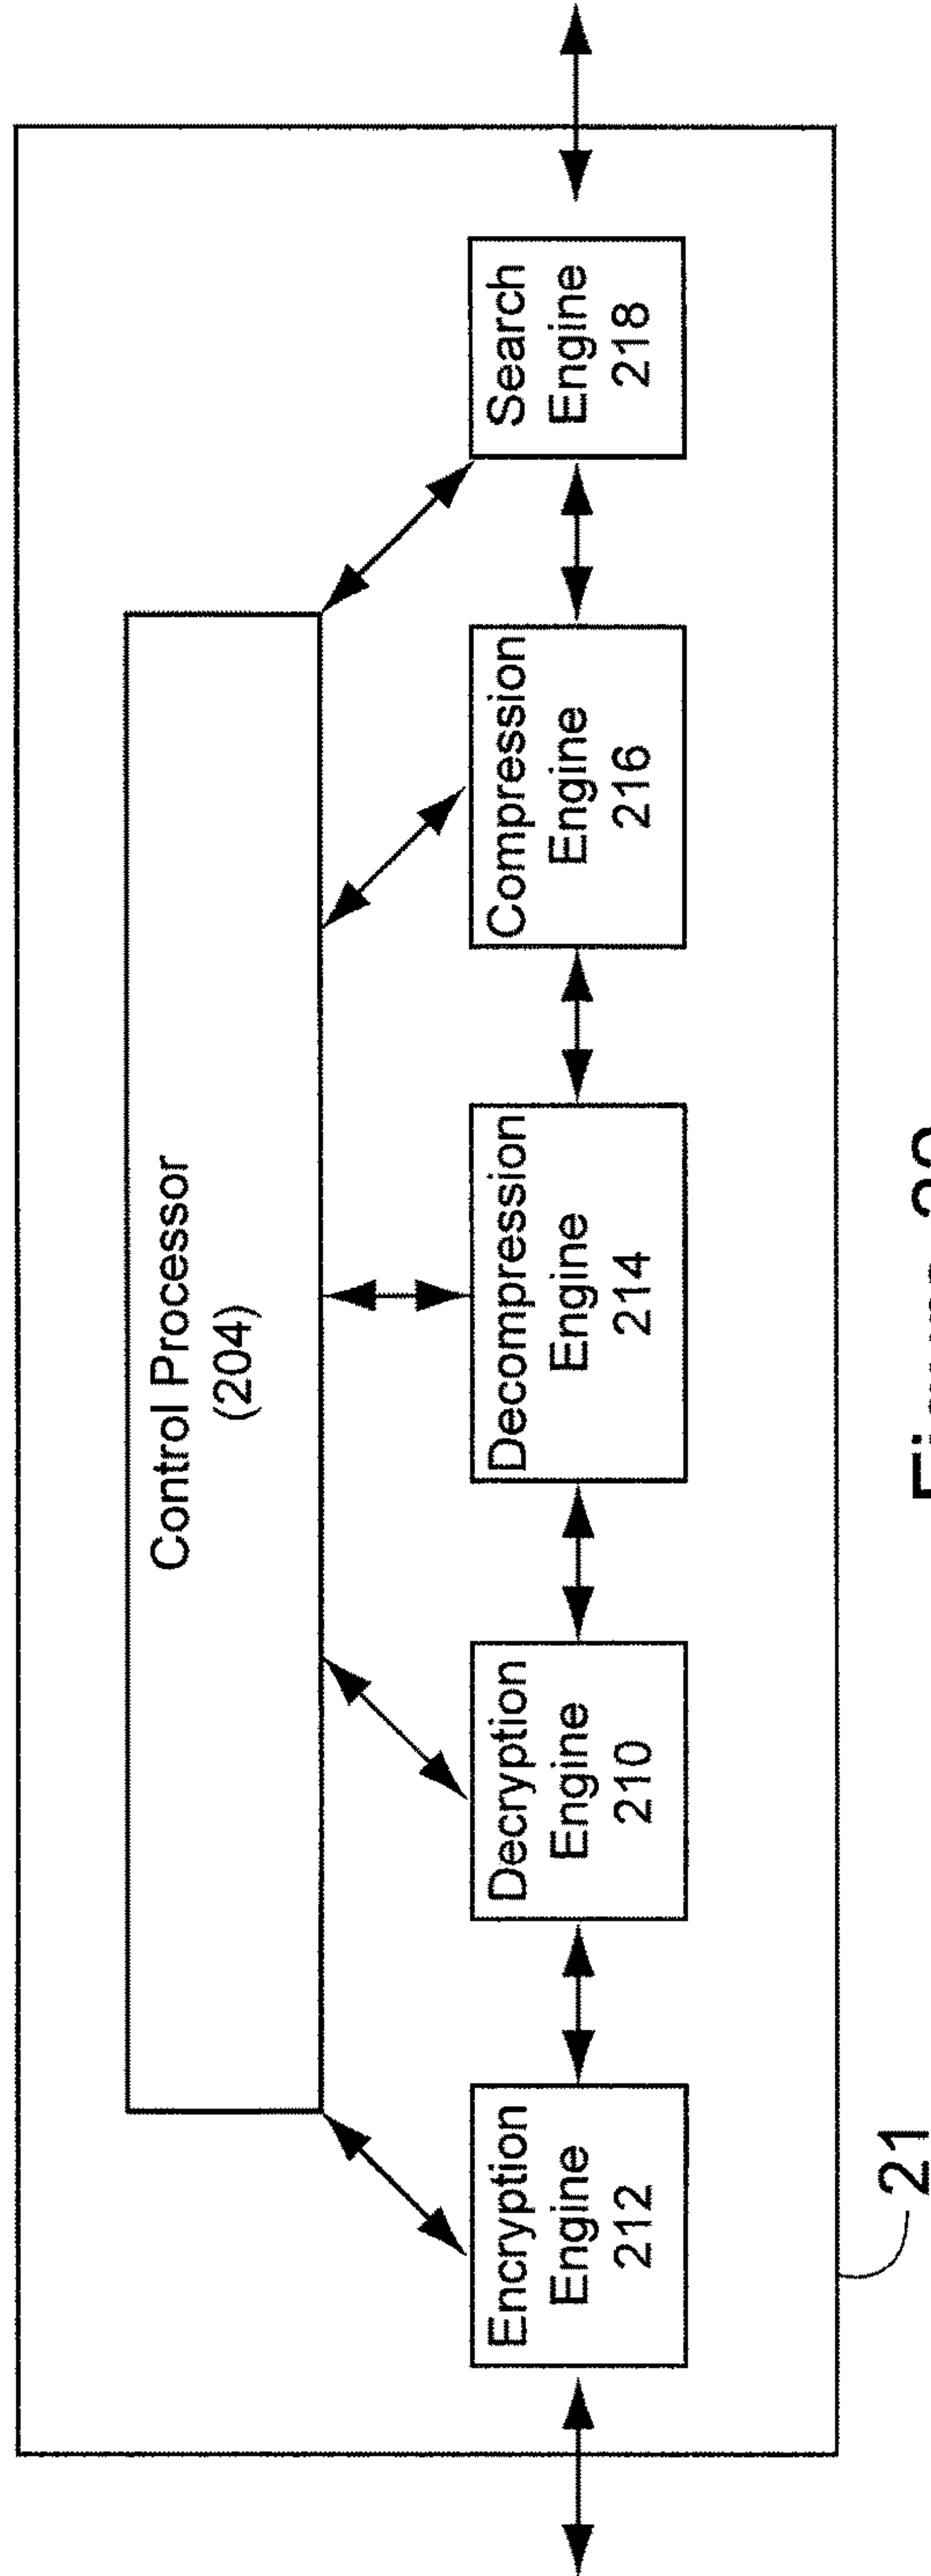 Control Processor
(204)
Encryption
Engine
212
Decryption
Engine
210
Decompression
Engine
214
Compression
Engine
216
Search
Engine
218
21